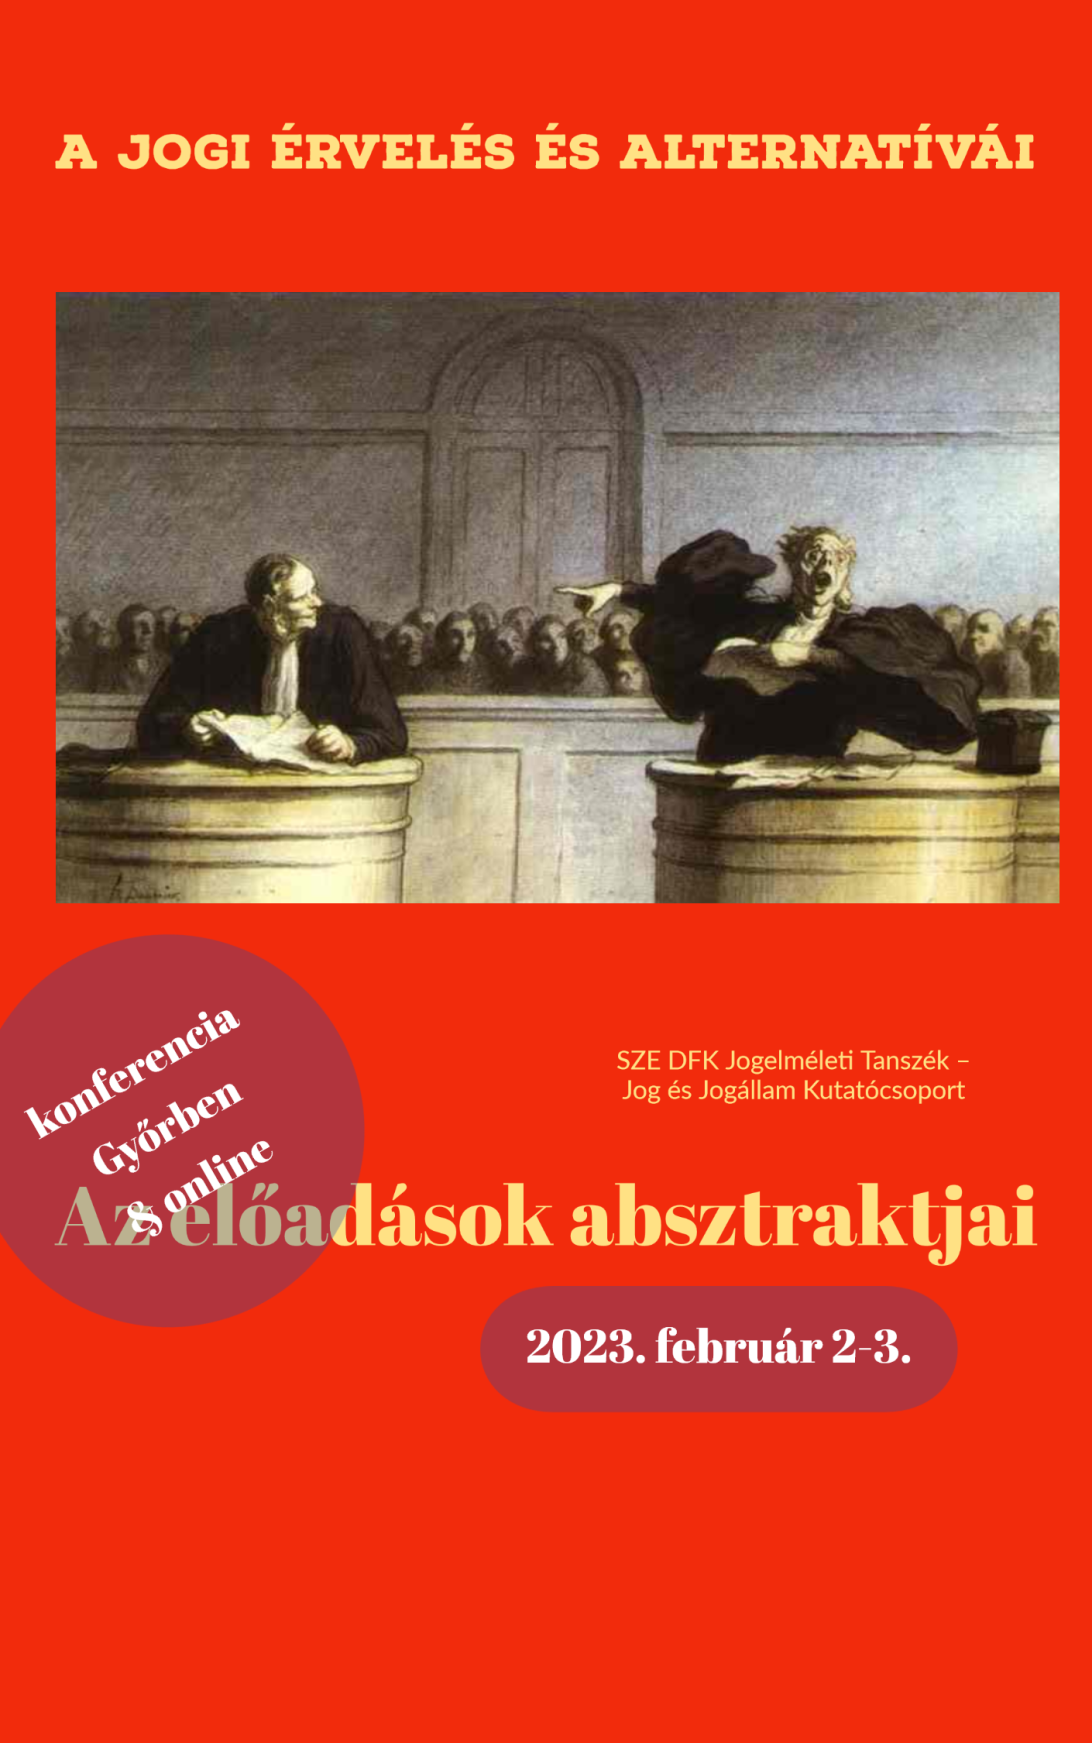 A JOGI ÉRVELÉS ÉS ALTERNATÍVÁI
h. Daumier
konferencia
Győrben
& online
SZE DFK Jogelméleti Tanszék –
Jog és Jogállam Kutatócsoport
Az előadások absztraktjai
2023. február 2-3.